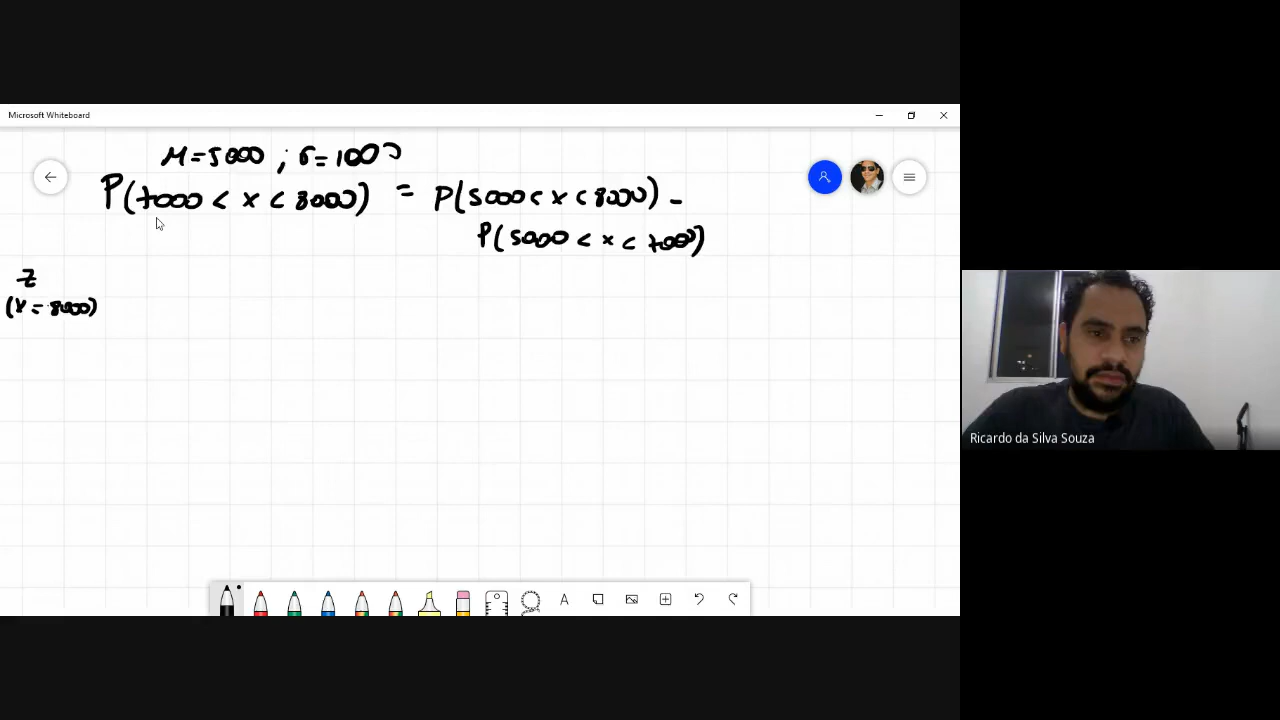 Microsoft Whiteboard
μ=5000 ; σ=1000
P(7000 < x < 8000) = P(5000 < x < 8000) -
P(5000 < x < 7000)
z
(x = 8000)
Ricardo da Silva Souza
A